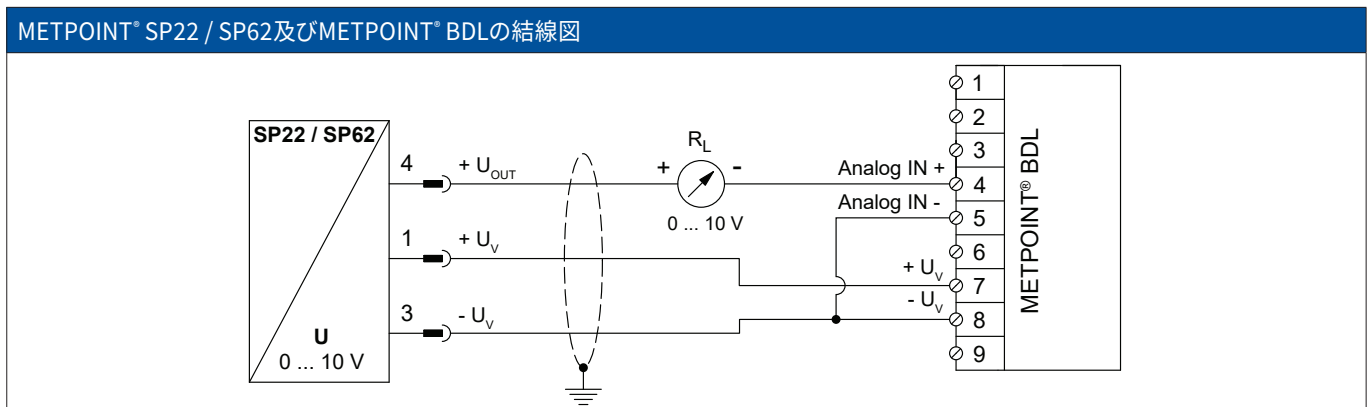 METPOINT® SP22 / SP62及びMETPOINT® BDLの結線図
SP22 / SP62
U
0 ... 10 V
4
+ U_OUT
1
+ U_V
3
- U_V
R_L
+
-
0 ... 10 V
Analog IN +
Analog IN -
+ U_V
- U_V
1
2
3
4
5
6
7
8
9
METPOINT® BDL